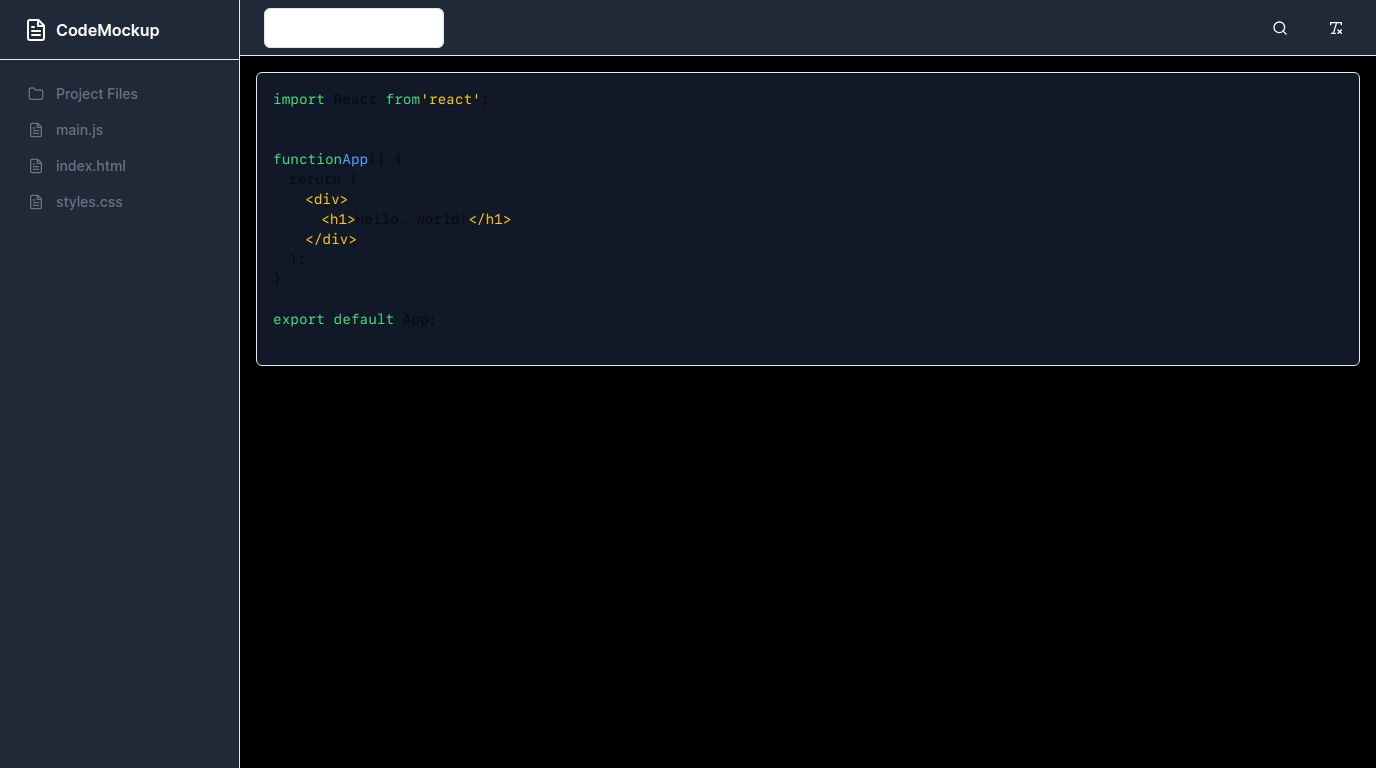 CodeMockup
Project Files
main.js
index.html
styles.css
import React from'react';
functionApp() {
return (
<div>
<h1>Hello, World!</h1>
</div>
);
}
export default App;